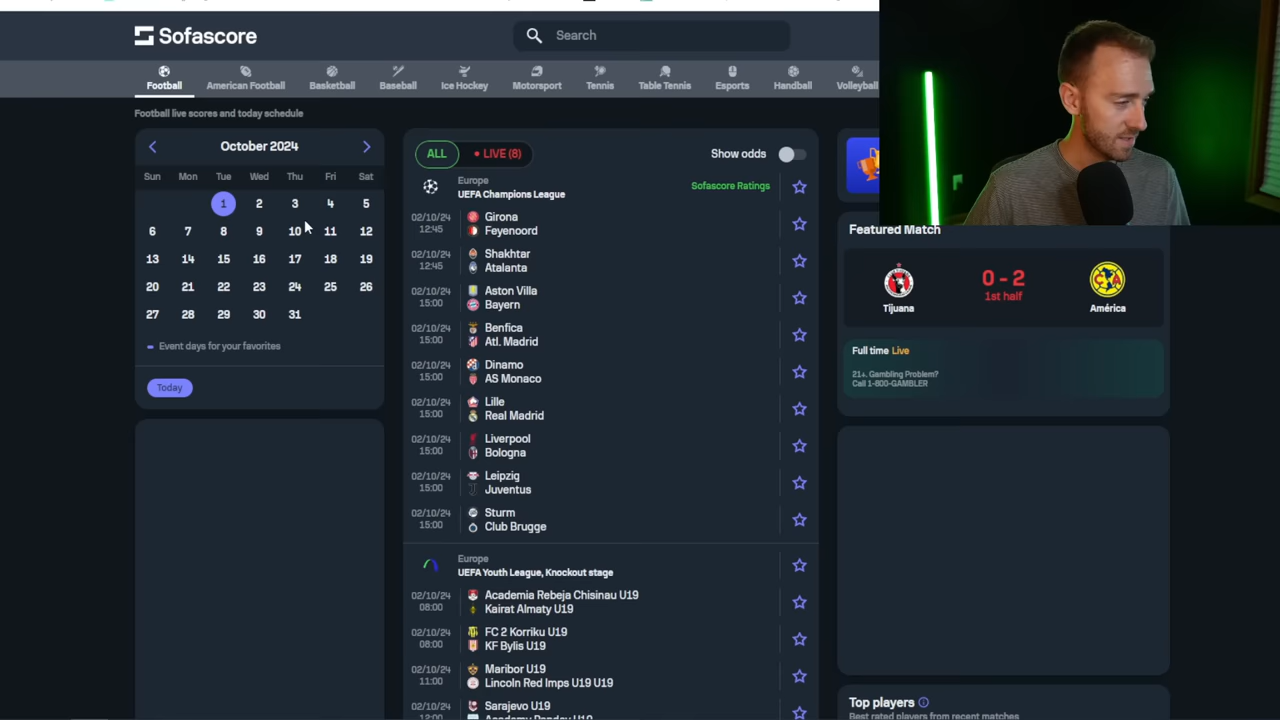 Sofascore
Search
Football
American Football
Basketball
Baseball
Ice Hockey
Motorsport
Tennis
Table Tennis
Esports
Handball
Volleyball
Football live scores and today schedule
October 2024
Sun Mon Tue Wed Thu Fri Sat
1 2 3 4 5
6 7 8 9 10 11 12
13 14 15 16 17 18 19
20 21 22 23 24 25 26
27 28 29 30 31
Event days for your favorites
Today
ALL
LIVE (8)
Show odds
Europe
UEFA Champions League
Sofascore Ratings
02/10/24
12:45
Girona
Feyenoord
02/10/24
12:45
Shakhtar
Atalanta
02/10/24
15:00
Aston Villa
Bayern
02/10/24
15:00
Benfica
Atl. Madrid
02/10/24
15:00
Dinamo
AS Monaco
02/10/24
15:00
Lille
Real Madrid
02/10/24
15:00
Liverpool
Bologna
02/10/24
15:00
Leipzig
Juventus
02/10/24
15:00
Sturm
Club Brugge
Europe
UEFA Youth League, Knockout stage
02/10/24
08:00
Academia Rebeja Chisinau U19
Kairat Almaty U19
02/10/24
08:00
FC 2 Korriku U19
KF Bylis U19
02/10/24
11:00
Maribor U19
Lincoln Red Imps U19 U19
02/10/24
Sarajevo U19
Featured Match
Tijuana
0 - 2
1st half
América
Full time Live
21+. Gambling Problem?
Call 1-800-GAMBLER
Top players
Best rated players from recent matches